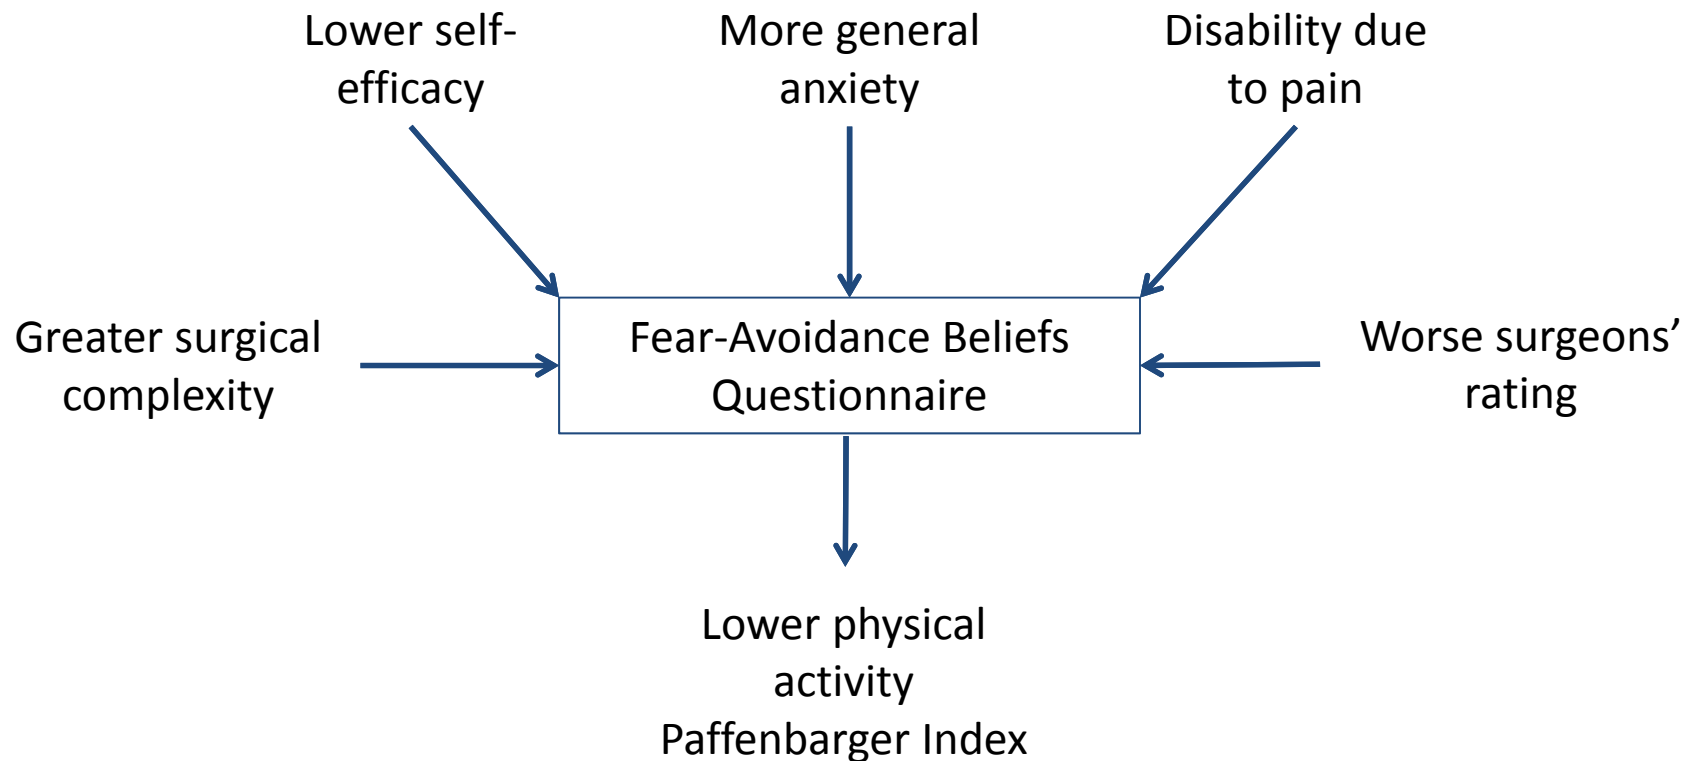 Lower self-
efficacy
More general
anxiety
Disability due
to pain
Greater surgical
complexity
Fear-Avoidance Beliefs
Questionnaire
Worse surgeons’
rating
Lower physical
activity
Paffenbarger Index